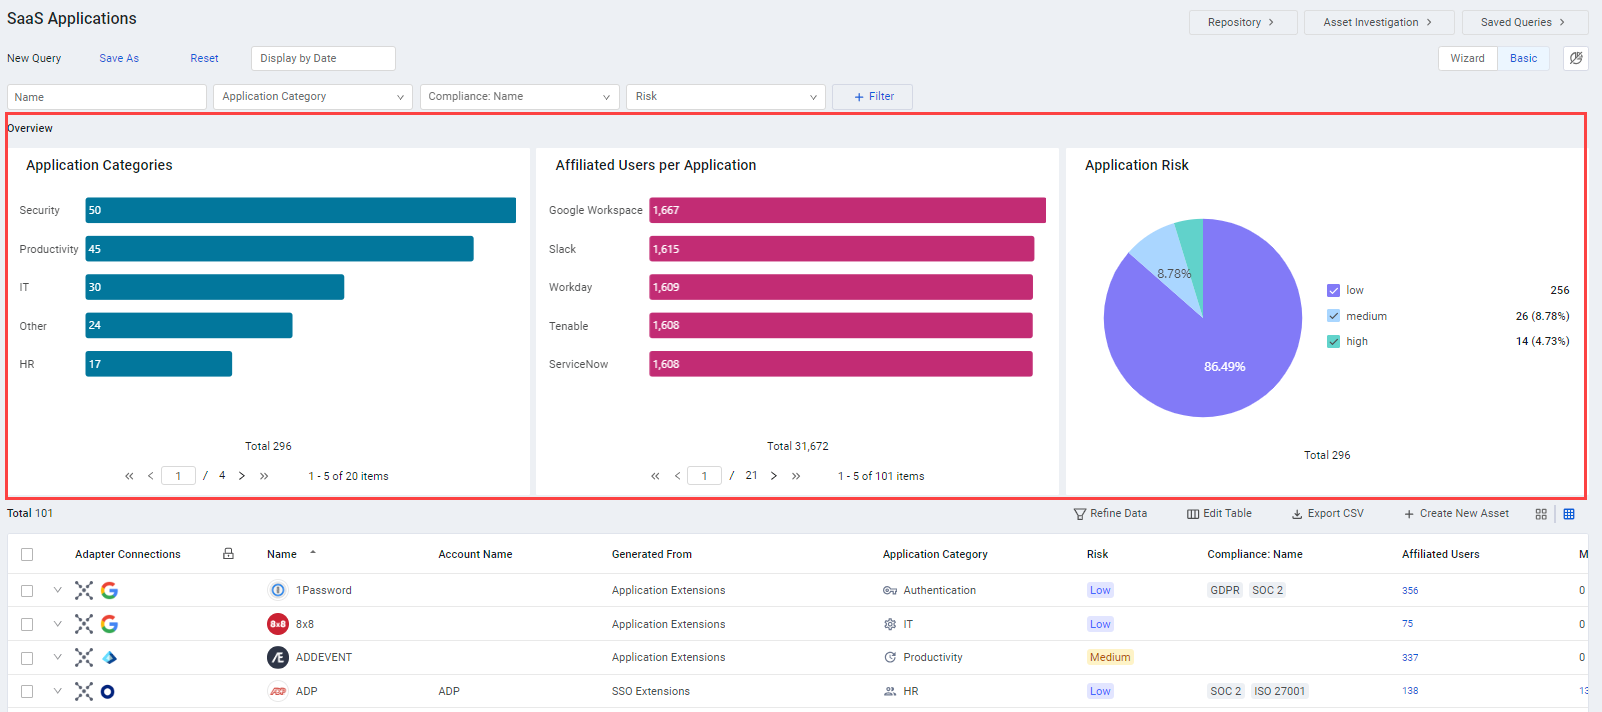 SaaS Applications
Repository
Asset Investigation
Saved Queries
New Query
Save As
Reset
Display by Date
Wizard
Basic
Name
Application Category
Compliance: Name
Risk
+ Filter
Overview
Application Categories
Security 50
Productivity 45
IT 30
Other 24
HR 17
Total 296
1 / 4
1 - 5 of 20 items
Affiliated Users per Application
Google Workspace 1,667
Slack 1,615
Workday 1,609
Tenable 1,608
ServiceNow 1,608
Total 31,672
1 / 21
1 - 5 of 101 items
Application Risk
8.78%
86.49%
low 256
medium 26 (8.78%)
high 14 (4.73%)
Total 296
Total 101
Refine Data
Edit Table
Export CSV
+ Create New Asset
Adapter Connections Name Account Name Generated From Application Category Risk Compliance: Name Affiliated Users M
1Password Application Extensions Authentication Low GDPR SOC 2 356 0
8x8 8x8 Application Extensions IT Low 75 0
ADDEVENT Application Extensions Productivity Medium 337 0
ADP ADP ADP SSO Extensions HR Low SOC 2 ISO 27001 138 13